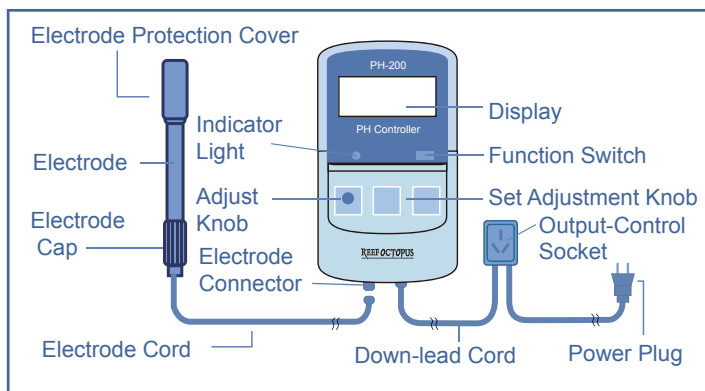 Electrode Protection Cover
PH-200
Display
PH Controller
Indicator
Light
Function Switch
Electrode
Adjust
Knob
Set Adjustment Knob
Electrode
Cap
Output-Control
Socket
REEF OCTOPUS
Electrode
Connector
Electrode Cord
Down-lead Cord
Power Plug